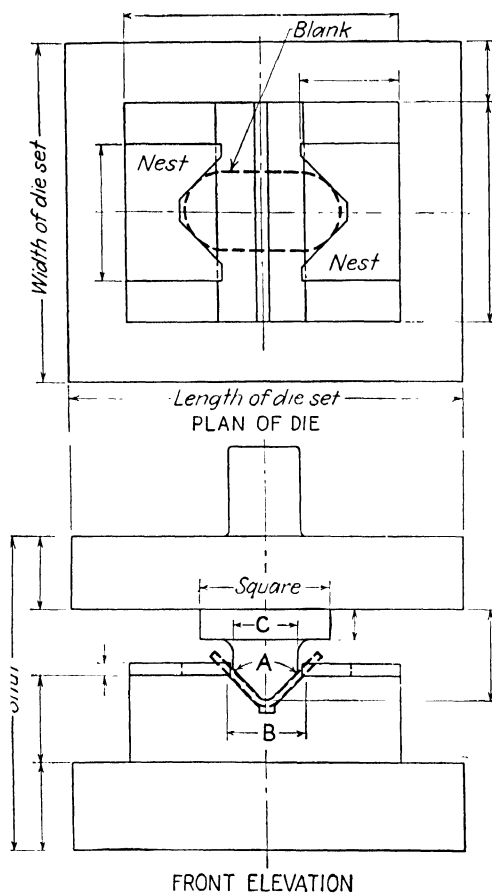 Blank
Nest
Nest
Width of die set
Length of die set
PLAN OF DIE
Square
C
A
B
FRONT ELEVATION